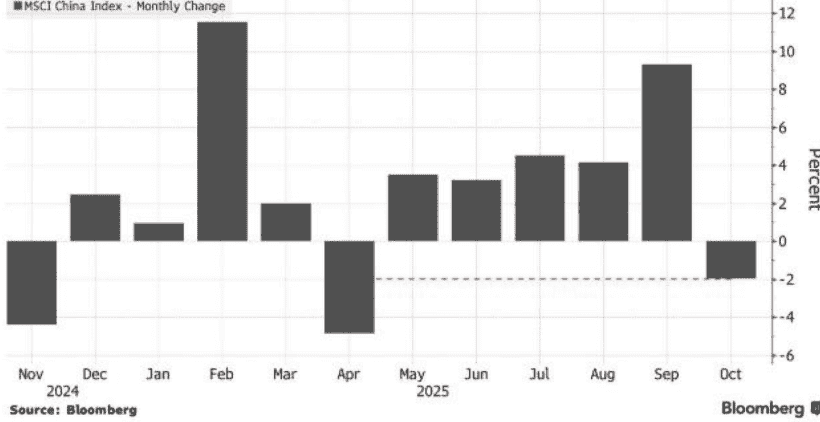 MSCI China Index - Monthly Change
12
10
8
6
4
2
0
-2
-4
-6
Percent
Nov Dec Jan Feb Mar Apr May Jun Jul Aug Sep Oct
2024 2025
Source: Bloomberg
Bloomberg